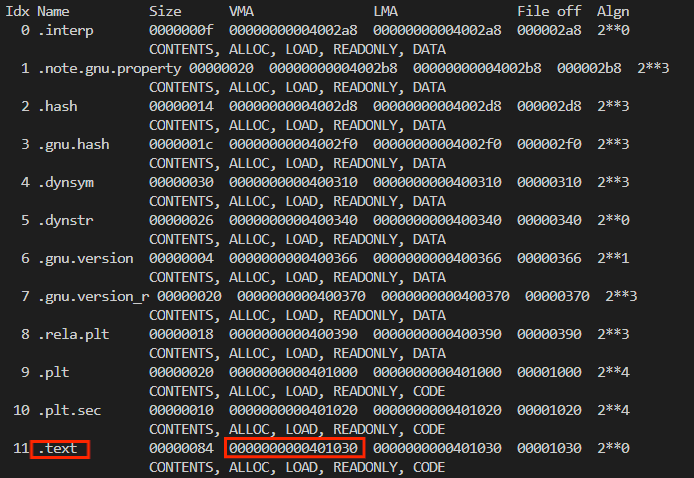 Idx Name Size VMA LMA File off Algn
0 .interp 0000000f 00000000004002a8 00000000004002a8 000002a8 2**0
CONTENTS, ALLOC, LOAD, READONLY, DATA
1 .note.gnu.property 00000020 00000000004002b8 00000000004002b8 000002b8 2**3
CONTENTS, ALLOC, LOAD, READONLY, DATA
2 .hash 00000014 00000000004002d8 00000000004002d8 000002d8 2**3
CONTENTS, ALLOC, LOAD, READONLY, DATA
3 .gnu.hash 0000001c 00000000004002f0 00000000004002f0 000002f0 2**3
CONTENTS, ALLOC, LOAD, READONLY, DATA
4 .dynsym 00000030 0000000000400310 0000000000400310 00000310 2**3
CONTENTS, ALLOC, LOAD, READONLY, DATA
5 .dynstr 00000026 0000000000400340 0000000000400340 00000340 2**0
CONTENTS, ALLOC, LOAD, READONLY, DATA
6 .gnu.version 00000004 0000000000400366 0000000000400366 00000366 2**1
CONTENTS, ALLOC, LOAD, READONLY, DATA
7 .gnu.version_r 00000020 0000000000400370 0000000000400370 00000370 2**3
CONTENTS, ALLOC, LOAD, READONLY, DATA
8 .rela.plt 00000018 0000000000400390 0000000000400390 00000390 2**3
CONTENTS, ALLOC, LOAD, READONLY, DATA
9 .plt 00000020 0000000000401000 0000000000401000 00001000 2**4
CONTENTS, ALLOC, LOAD, READONLY, CODE
10 .plt.sec 00000010 0000000000401020 0000000000401020 00001020 2**4
CONTENTS, ALLOC, LOAD, READONLY, CODE
11 .text 00000084 0000000000401030 0000000000401030 00001030 2**0
CONTENTS, ALLOC, LOAD, READONLY, CODE